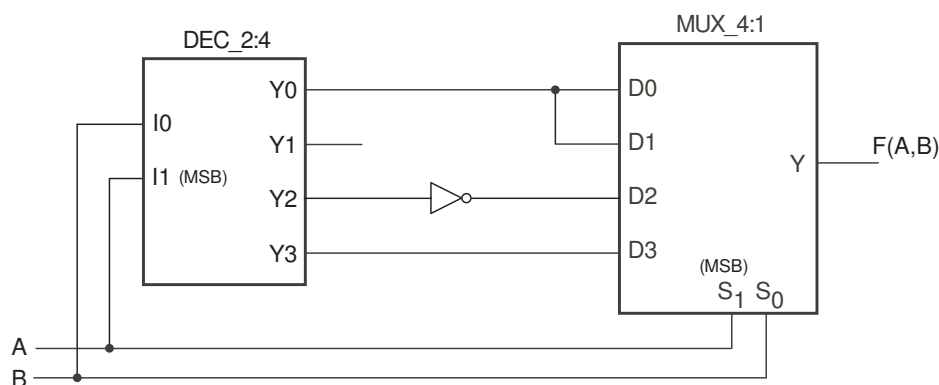 DEC_2:4
MUX_4:1
Y0
D0
I0
Y1
D1
F(A,B)
Y
I1 (MSB)
Y2
D2
Y3
D3
(MSB)
S1 S0
A
B